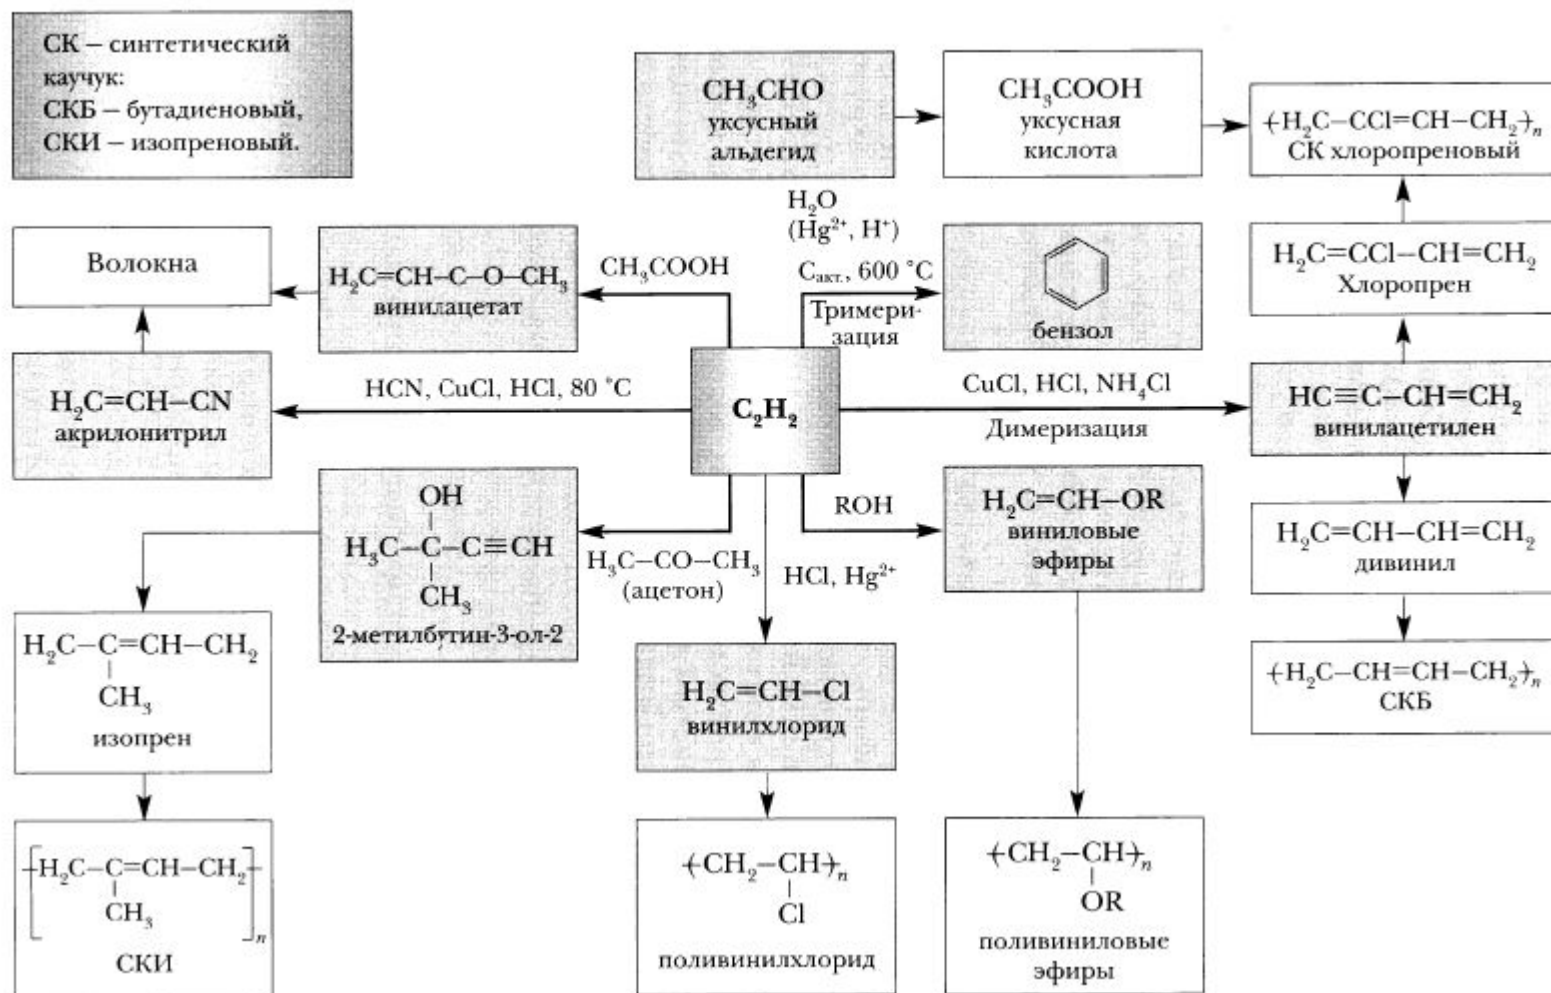 СК – синтетический
каучук:
СКБ – бутадиеновый,
СКИ – изопреновый.
CH₃CHO
уксусный
альдегид
CH₃COOH
уксусная
кислота
⁠(H₂C–CCl=CH–CH₂)ₙ
СК хлоропреновый
H₂O
(Hg²⁺, H⁺)
Cакт., 600 °C
Тримери-
зация
бензол
Волокна
H₂C=CH–C–O–CH₃
винилацетат
CH₃COOH
H₂C=CCl–CH=CH₂
Хлоропрен
H₂C=CH–CN
акрилонитрил
HCN, CuCl, HCl, 80 °C
C₂H₂
CuCl, HCl, NH₄Cl
Димеризация
HC≡C–CH=CH₂
винилацетилен
OH
H₃C–C–C≡CH
CH₃
2-метилбутин-3-ол-2
H₃C–CO–CH₃
(ацетон)
HCl, Hg²⁺
ROH
H₂C=CH–OR
виниловые
эфиры
H₂C=CH–CH=CH₂
дивинил
H₂C–C=CH–CH₂
CH₃
изопрен
H₂C=CH–Cl
винилхлорид
(H₂C–CH=CH–CH₂)ₙ
СКБ
[H₂C–C=CH–CH₂]ₙ
CH₃
СКИ
(CH₂–CH)ₙ
Cl
поливинилхлорид
(CH₂–CH)ₙ
OR
поливиниловые
эфиры